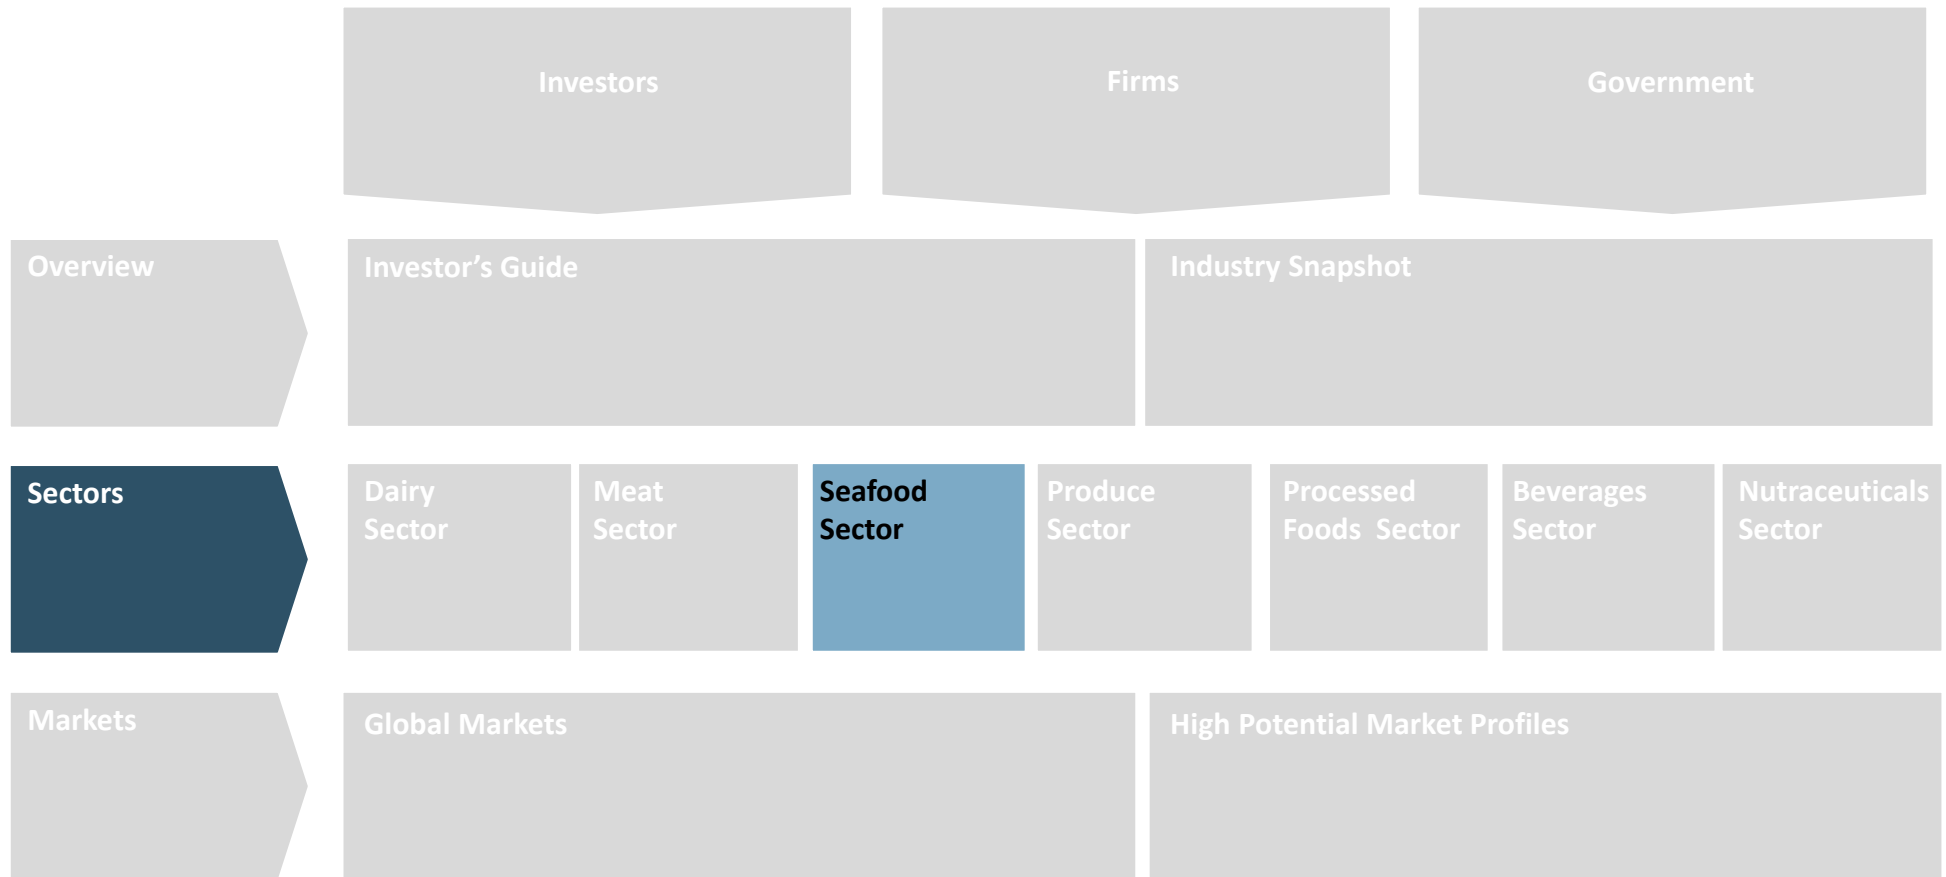 Investors
Firms
Government
Overview
Investor's Guide
Industry Snapshot
Sectors
Dairy
Sector
Meat
Sector
Seafood
Sector
Produce
Sector
Processed
Foods  Sector
Beverages
Sector
Nutraceuticals
Sector
Markets
Global Markets
High Potential Market Profiles